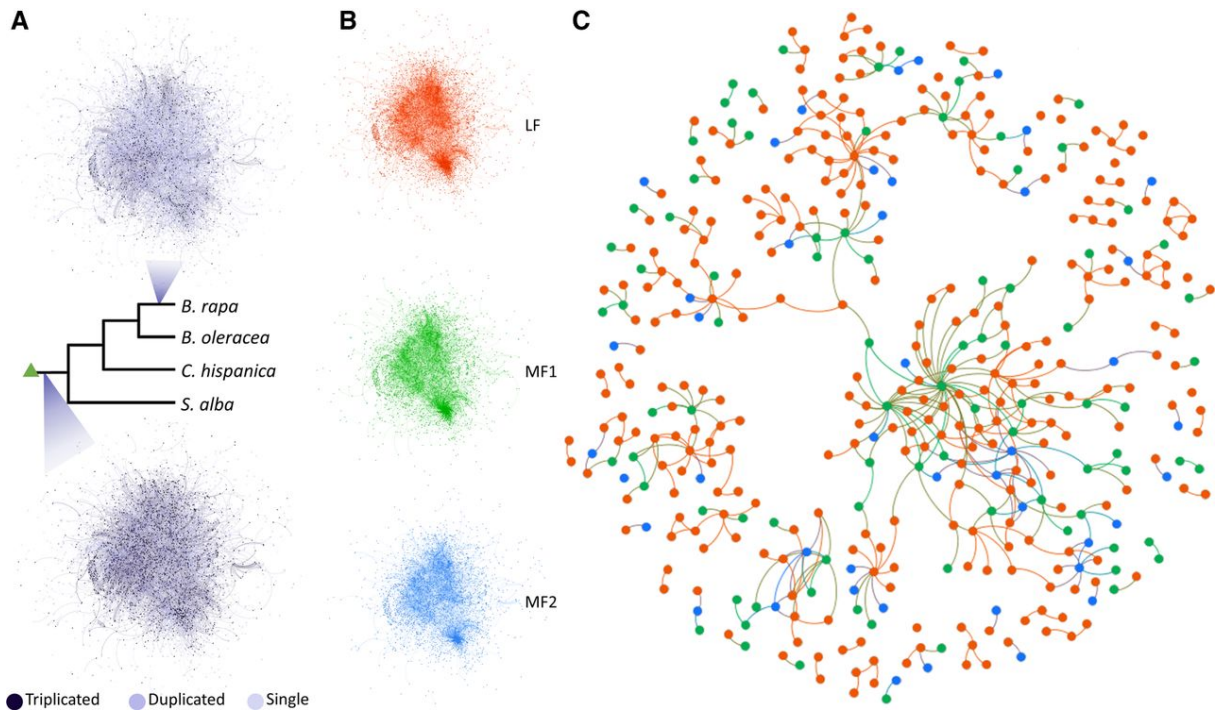 A
B
C
LF
B. rapa
B. oleracea
C. hispanica
S. alba
MF1
MF2
Triplicated
Duplicated
Single